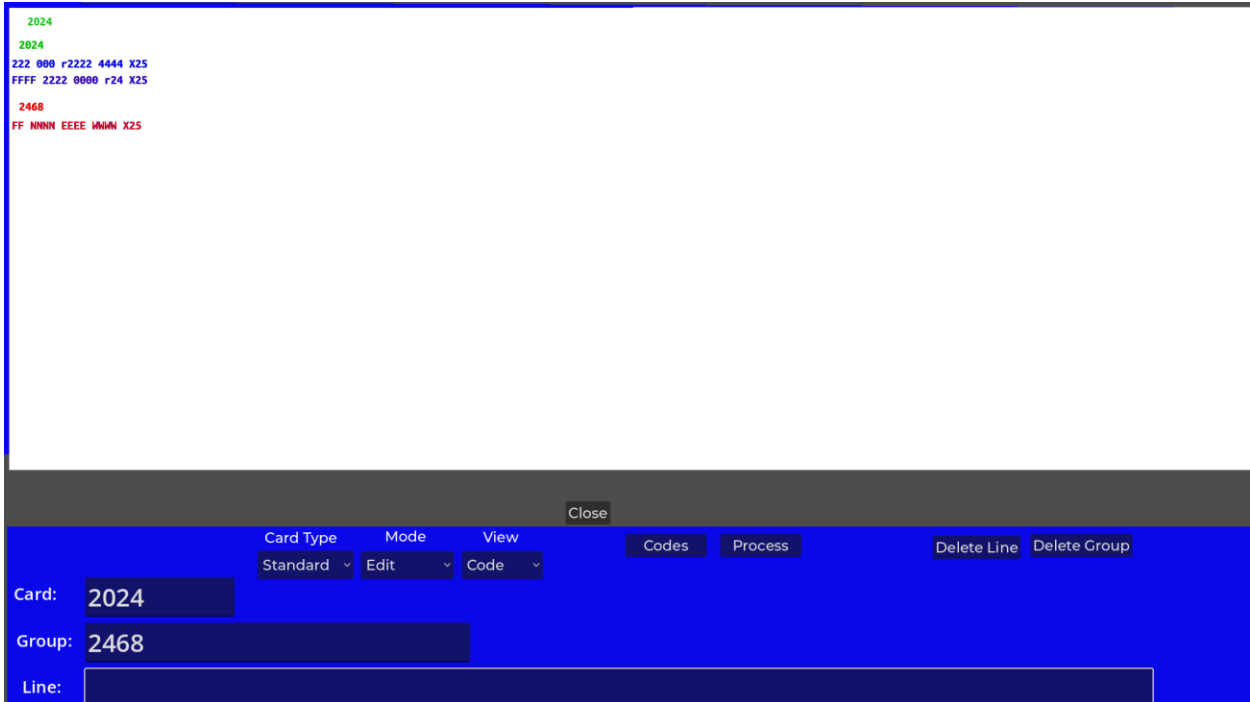 2024
2024
222 000 r2222 4444 X25
FFFF 2222 0000 r24 X25
2468
FF NNNN EEEE WWWW X25
Close
Card Type Mode View
Codes Process Delete Line Delete Group
Standard Edit Code
Card: 2024
Group: 2468
Line: